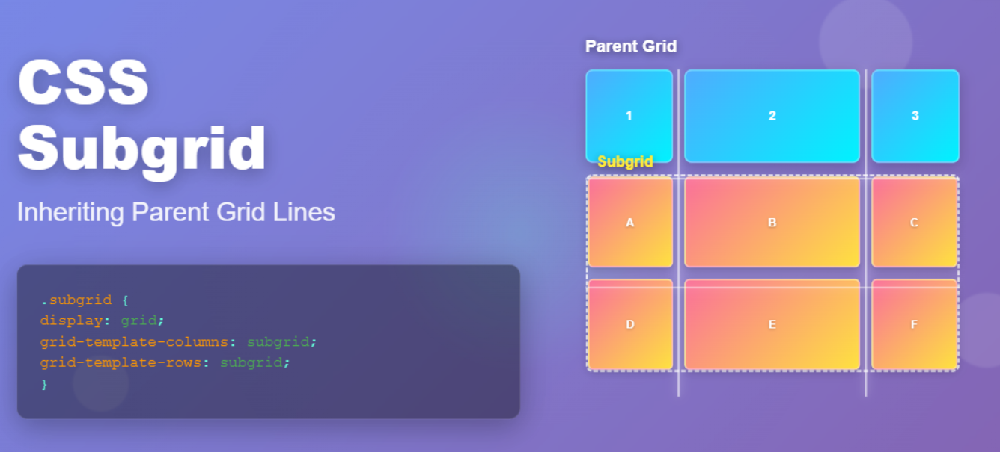 CSS
Subgrid
Inheriting Parent Grid Lines
.subgrid {
display: grid;
grid-template-columns: subgrid;
grid-template-rows: subgrid;
}
Parent Grid
1 2 3
Subgrid
A B C
D E F